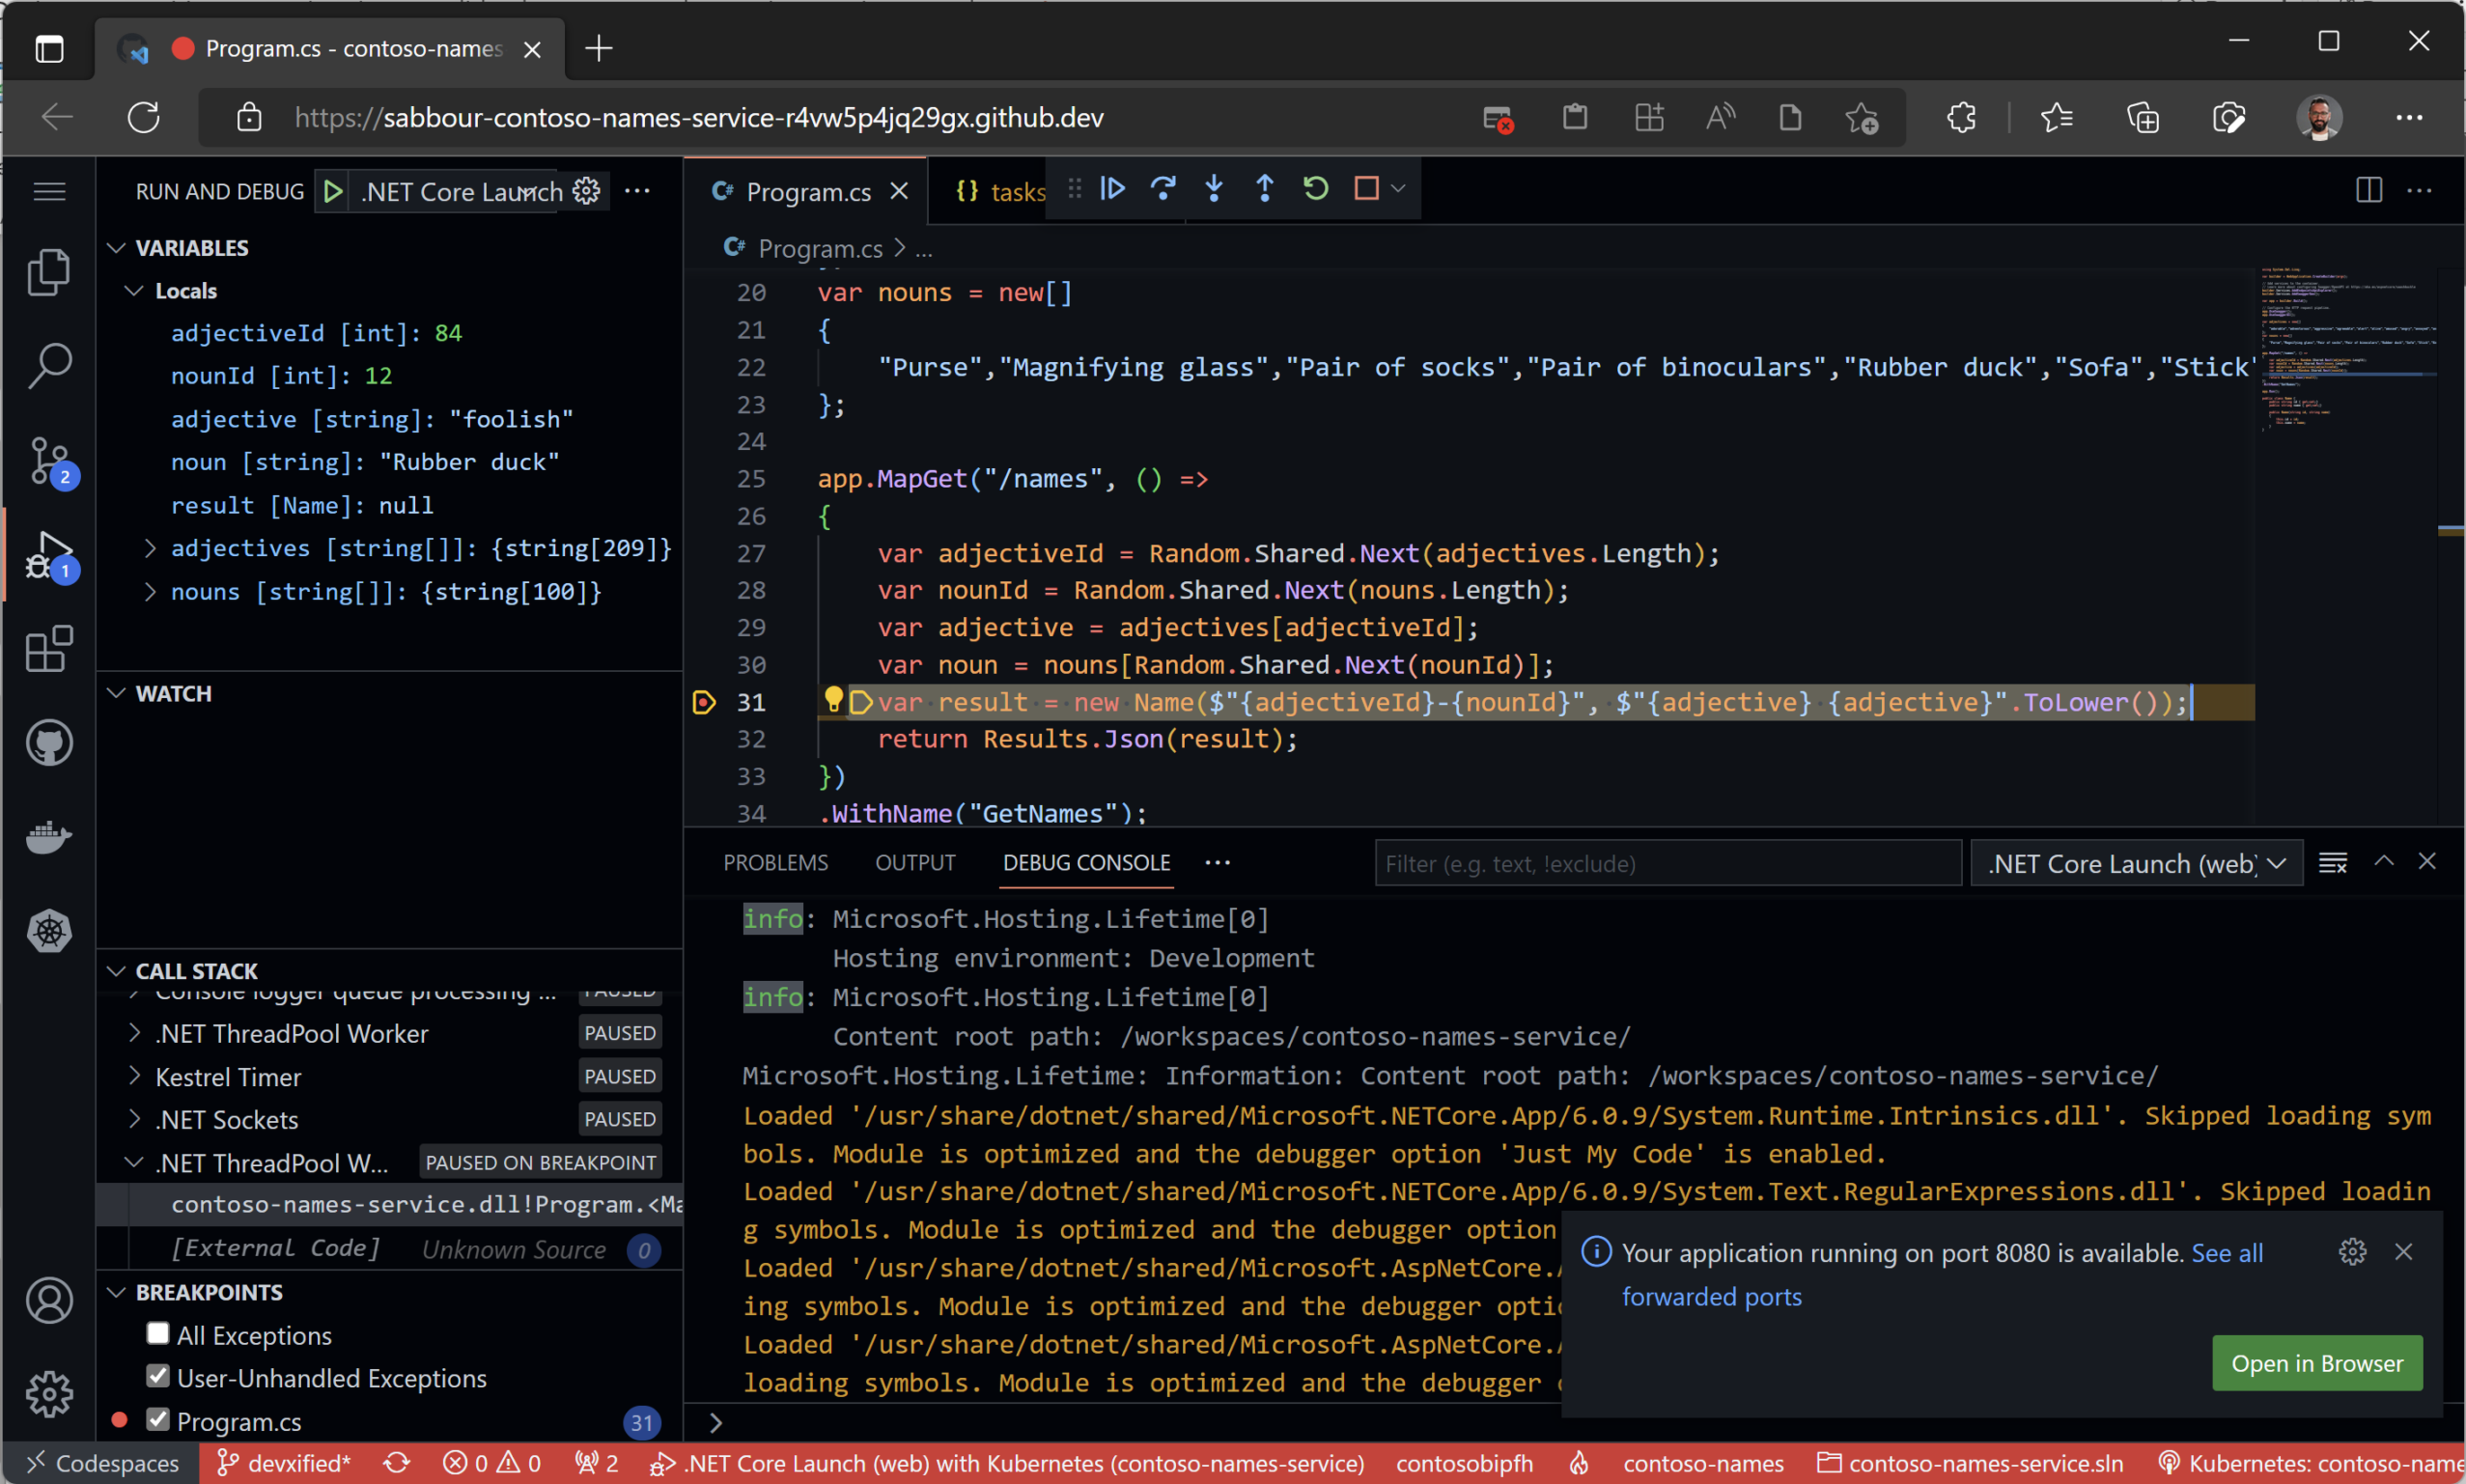 Program.cs - contoso-names
https://sabbour-contoso-names-service-r4vw5p4jq29gx.github.dev
RUN AND DEBUG
.NET Core Launch
VARIABLES
Locals
adjectiveId [int]: 84
nounId [int]: 12
adjective [string]: "foolish"
noun [string]: "Rubber duck"
result [Name]: null
adjectives [string[]]: {string[209]}
nouns [string[]]: {string[100]}
2
1
WATCH
CALL STACK
Console logger queue processing ... PAUSED
.NET ThreadPool Worker PAUSED
Kestrel Timer PAUSED
.NET Sockets PAUSED
.NET ThreadPool W... PAUSED ON BREAKPOINT
contoso-names-service.dll!Program.<Ma
[External Code] Unknown Source 0
BREAKPOINTS
All Exceptions
User-Unhandled Exceptions
Program.cs 31
C# Program.cs
{} tasks
C# Program.cs > ...
20 var nouns = new[]
21 {
22 "Purse","Magnifying glass","Pair of socks","Pair of binoculars","Rubber duck","Sofa","Stick"
23 };
24
25 app.MapGet("/names", () =>
26 {
27 var adjectiveId = Random.Shared.Next(adjectives.Length);
28 var nounId = Random.Shared.Next(nouns.Length);
29 var adjective = adjectives[adjectiveId];
30 var noun = nouns[Random.Shared.Next(nounId)];
31 var result = new Name($"{adjectiveId}-{nounId}", $"{adjective} {adjective}".ToLower());
32 return Results.Json(result);
33 })
34 .WithName("GetNames");
PROBLEMS OUTPUT DEBUG CONSOLE ...
Filter (e.g. text, !exclude)
.NET Core Launch (web)
info: Microsoft.Hosting.Lifetime[0]
Hosting environment: Development
info: Microsoft.Hosting.Lifetime[0]
Content root path: /workspaces/contoso-names-service/
Microsoft.Hosting.Lifetime: Information: Content root path: /workspaces/contoso-names-service/
Loaded '/usr/share/dotnet/shared/Microsoft.NETCore.App/6.0.9/System.Runtime.Intrinsics.dll'. Skipped loading sym
bols. Module is optimized and the debugger option 'Just My Code' is enabled.
Loaded '/usr/share/dotnet/shared/Microsoft.NETCore.App/6.0.9/System.Text.RegularExpressions.dll'. Skipped loadin
g symbols. Module is optimized and the debugger option
Loaded '/usr/share/dotnet/shared/Microsoft.AspNetCore.
ing symbols. Module is optimized and the debugger optio
Loaded '/usr/share/dotnet/shared/Microsoft.AspNetCore.
loading symbols. Module is optimized and the debugger
Your application running on port 8080 is available. See all
forwarded ports
Open in Browser
Codespaces devxified* 0 0 2 .NET Core Launch (web) with Kubernetes (contoso-names-service) contosobipfh contoso-names contoso-names-service.sln Kubernetes: contoso-name